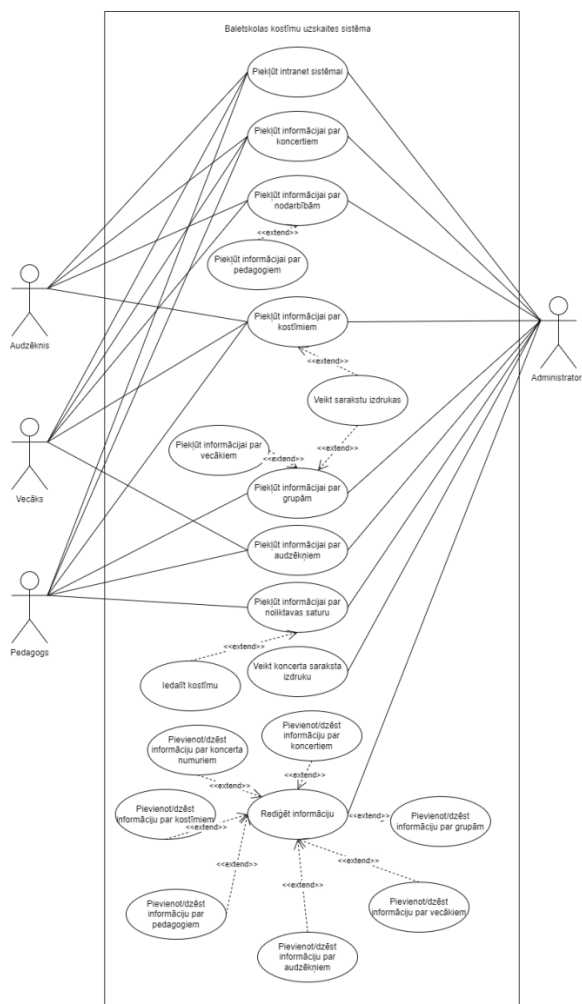 Baletskolas kostīmu uzskaites sistēma
Piekļūt intranet sistēmai
Piekļūt informācijai par
koncertiem
Piekļūt informācijai par
nodarbībām
<<extend>>
Piekļūt informācijai par
pedagogiem
Audzēknis
Piekļūt informācijai par
kostīmiem
Administrator
<<extend>>
Veikt sarakstu izdrukas
Piekļūt informācijai par
vecākiem
<<extend>>
<<extend>>
Piekļūt informācijai par
grupām
Vecāks
Piekļūt informācijai par
audzēkņiem
Piekļūt informācijai par
noliktavas saturu
Pedagogs
<<extend>>
Iedalīt kostīmu
Veikt koncerta saraksta
izdruku
Pievienot/dzēst
informāciju par koncerta
numuriem
Pievienot/dzēst
informāciju par
koncertiem
<<extend>>
<<extend>>
Pievienot/dzēst
informāciju par kostīmiem
<<extend>>
Rediģēt informāciju
<<extend>>
Pievienot/dzēst
informāciju par grupām
<<extend>>
<<extend>>
<<extend>>
Pievienot/dzēst
informāciju par
pedagogiem
Pievienot/dzēst
informāciju par vecākiem
Pievienot/dzēst
informāciju par
audzēkņiem